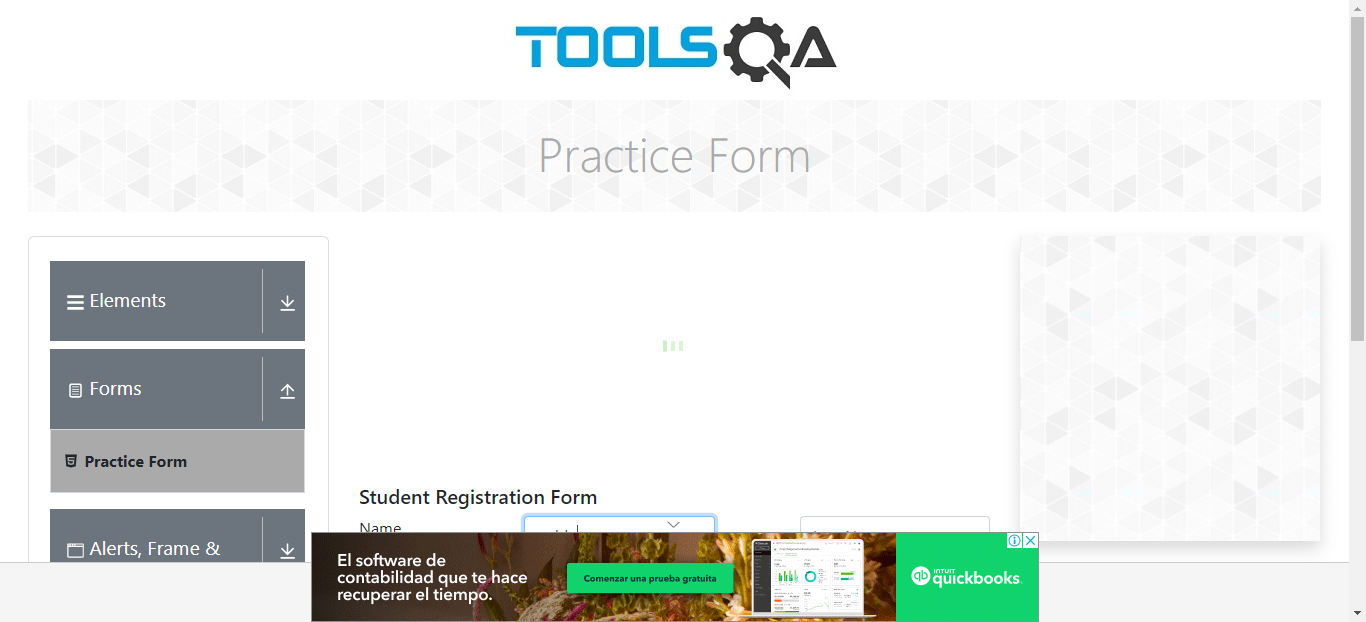 TOOLSQA
Practice Form
Elements
Forms
Practice Form
Alerts, Frame &
Student Registration Form
Name
El software de
contabilidad que te hace
recuperar el tiempo.
Comenzar una prueba gratuita
INTUIT
quickbooks